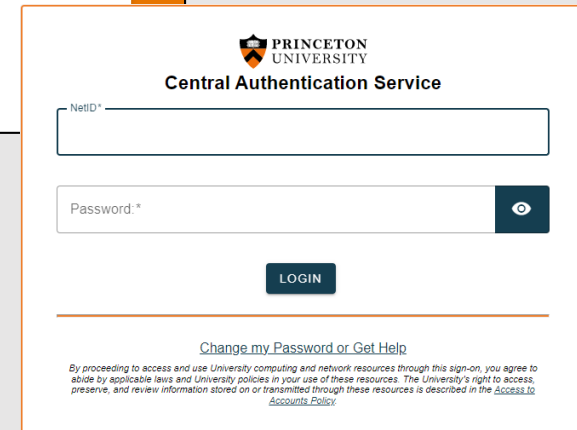 PRINCETON
UNIVERSITY
Central Authentication Service
NetID*
Password:*
LOGIN
Change my Password or Get Help
By proceeding to access and use University computing and network resources through this sign-on, you agree to
abide by applicable laws and University policies in your use of these resources. The University's right to access,
preserve, and review information stored on or transmitted through these resources is described in the Access to
Accounts Policy.